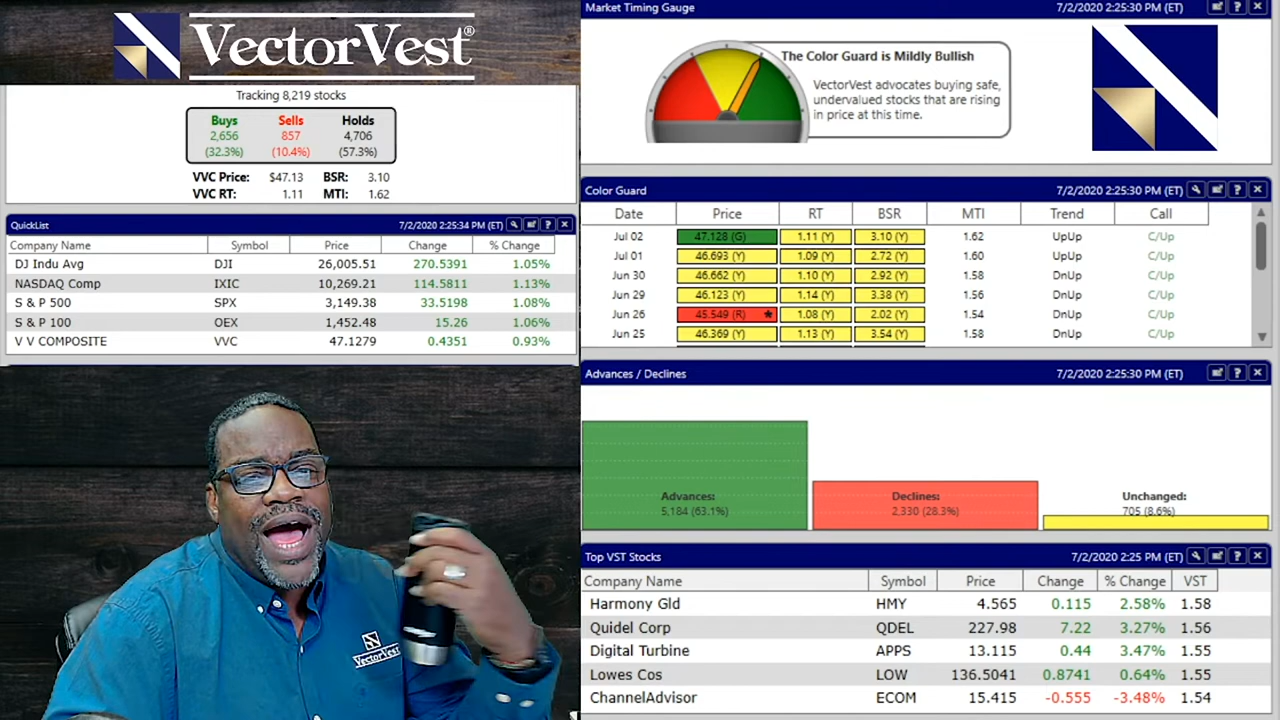 VectorVest®
Tracking 8,219 stocks
Buys Sells Holds
2,656 857 4,706
(32.3%) (10.4%) (57.3%)
VVC Price: $47.13 BSR: 3.10
VVC RT: 1.11 MTI: 1.62
QuickList 7/2/2020 2:25:34 PM (ET)
Company Name Symbol Price Change % Change
DJ Indu Avg DJI 26,005.51 270.5391 1.05%
NASDAQ Comp IXIC 10,269.21 114.5811 1.13%
S & P 500 SPX 3,149.38 33.5198 1.08%
S & P 100 OEX 1,452.48 15.26 1.06%
V V COMPOSITE VVC 47.1279 0.4351 0.93%
VectorVest
Market Timing Gauge 7/2/2020 2:25:30 PM (ET)
The Color Guard is Mildly Bullish
VectorVest advocates buying safe,
undervalued stocks that are rising
in price at this time.
Color Guard 7/2/2020 2:25:30 PM (ET)
Date Price RT BSR MTI Trend Call
Jul 02 47.128 (G) 1.11 (Y) 3.10 (Y) 1.62 UpUp C/Up
Jul 01 46.693 (Y) 1.09 (Y) 2.72 (Y) 1.60 UpUp C/Up
Jun 30 46.662 (Y) 1.10 (Y) 2.92 (Y) 1.58 DnUp C/Up
Jun 29 46.123 (Y) 1.14 (Y) 3.38 (Y) 1.56 DnUp C/Up
Jun 26 45.549 (R) * 1.08 (Y) 2.02 (Y) 1.54 DnUp C/Up
Jun 25 46.369 (Y) 1.13 (Y) 3.54 (Y) 1.58 DnUp C/Up
Advances / Declines 7/2/2020 2:25:30 PM (ET)
Advances: Declines: Unchanged:
5,184 (63.1%) 2,330 (28.3%) 705 (8.6%)
Top VST Stocks 7/2/2020 2:25 PM (ET)
Company Name Symbol Price Change % Change VST
Harmony Gld HMY 4.565 0.115 2.58% 1.58
Quidel Corp QDEL 227.98 7.22 3.27% 1.56
Digital Turbine APPS 13.115 0.44 3.47% 1.55
Lowes Cos LOW 136.5041 0.8741 0.64% 1.55
ChannelAdvisor ECOM 15.415 -0.555 -3.48% 1.54